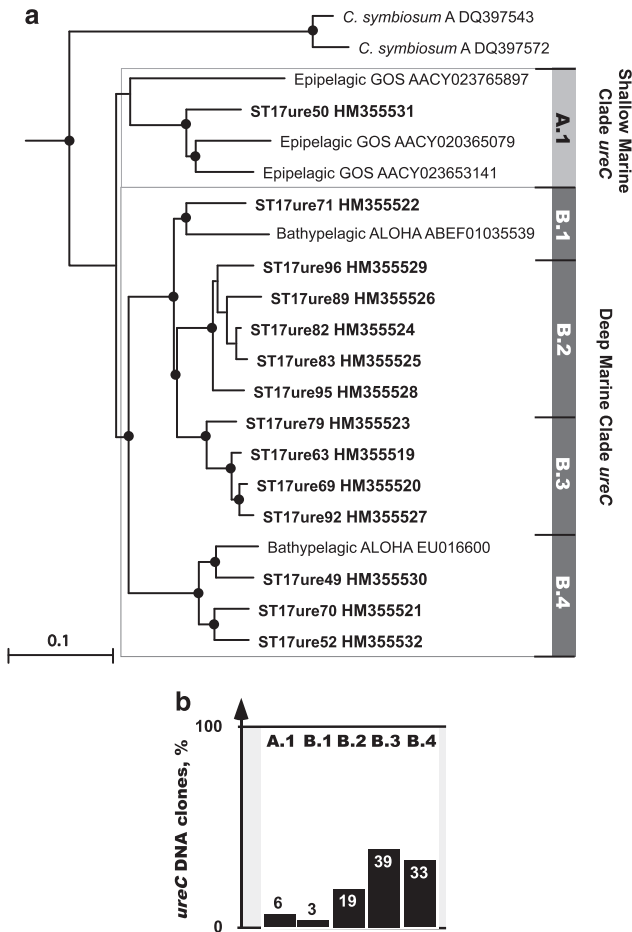 a
C. symbiosum A DQ397543
C. symbiosum A DQ397572
Epipelagic GOS AACY023765897
ST17ure50 HM355531
Epipelagic GOS AACY020365079
Epipelagic GOS AACY023653141
A.1
Shallow Marine
Clade ureC
ST17ure71 HM355522
Bathypelagic ALOHA ABEF01035539
B.1
ST17ure96 HM355529
ST17ure89 HM355526
ST17ure82 HM355524
ST17ure83 HM355525
ST17ure95 HM355528
B.2
ST17ure79 HM355523
ST17ure63 HM355519
ST17ure69 HM355520
ST17ure92 HM355527
B.3
Bathypelagic ALOHA EU016600
ST17ure49 HM355530
ST17ure70 HM355521
ST17ure52 HM355532
B.4
Deep Marine Clade ureC
0.1
b
100
A.1 B.1 B.2 B.3 B.4
ureC DNA clones, %
6 3 19 39 33
0